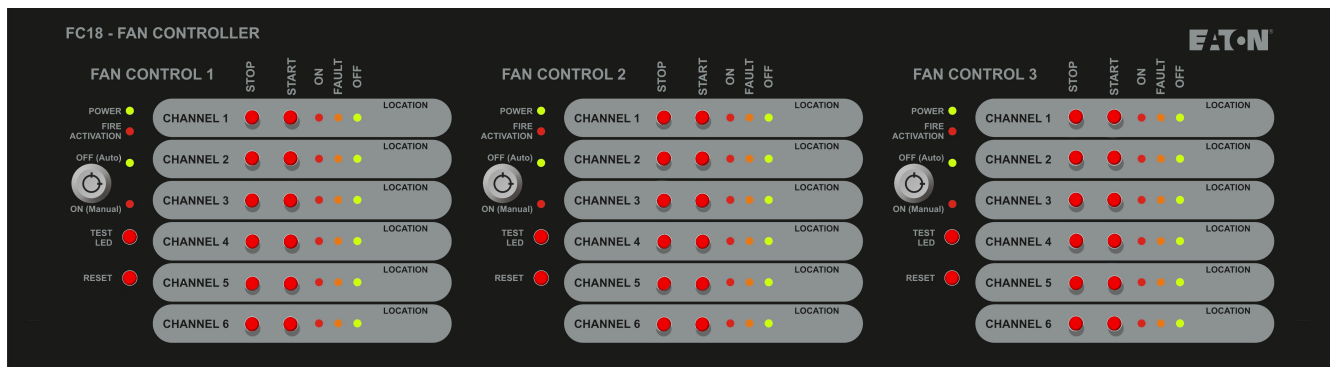 FC18 - FAN CONTROLLER
EATON
FAN CONTROL 1
STOP
START
ON
FAULT
OFF
POWER
FIRE
ACTIVATION
OFF (Auto)
ON (Manual)
TEST
LED
RESET
CHANNEL 1 LOCATION
CHANNEL 2 LOCATION
CHANNEL 3 LOCATION
CHANNEL 4 LOCATION
CHANNEL 5 LOCATION
CHANNEL 6 LOCATION
FAN CONTROL 2
STOP
START
ON
FAULT
OFF
POWER
FIRE
ACTIVATION
OFF (Auto)
ON (Manual)
TEST
LED
RESET
CHANNEL 1 LOCATION
CHANNEL 2 LOCATION
CHANNEL 3 LOCATION
CHANNEL 4 LOCATION
CHANNEL 5 LOCATION
CHANNEL 6 LOCATION
FAN CONTROL 3
STOP
START
ON
FAULT
OFF
POWER
FIRE
ACTIVATION
OFF (Auto)
ON (Manual)
TEST
LED
RESET
CHANNEL 1 LOCATION
CHANNEL 2 LOCATION
CHANNEL 3 LOCATION
CHANNEL 4 LOCATION
CHANNEL 5 LOCATION
CHANNEL 6 LOCATION